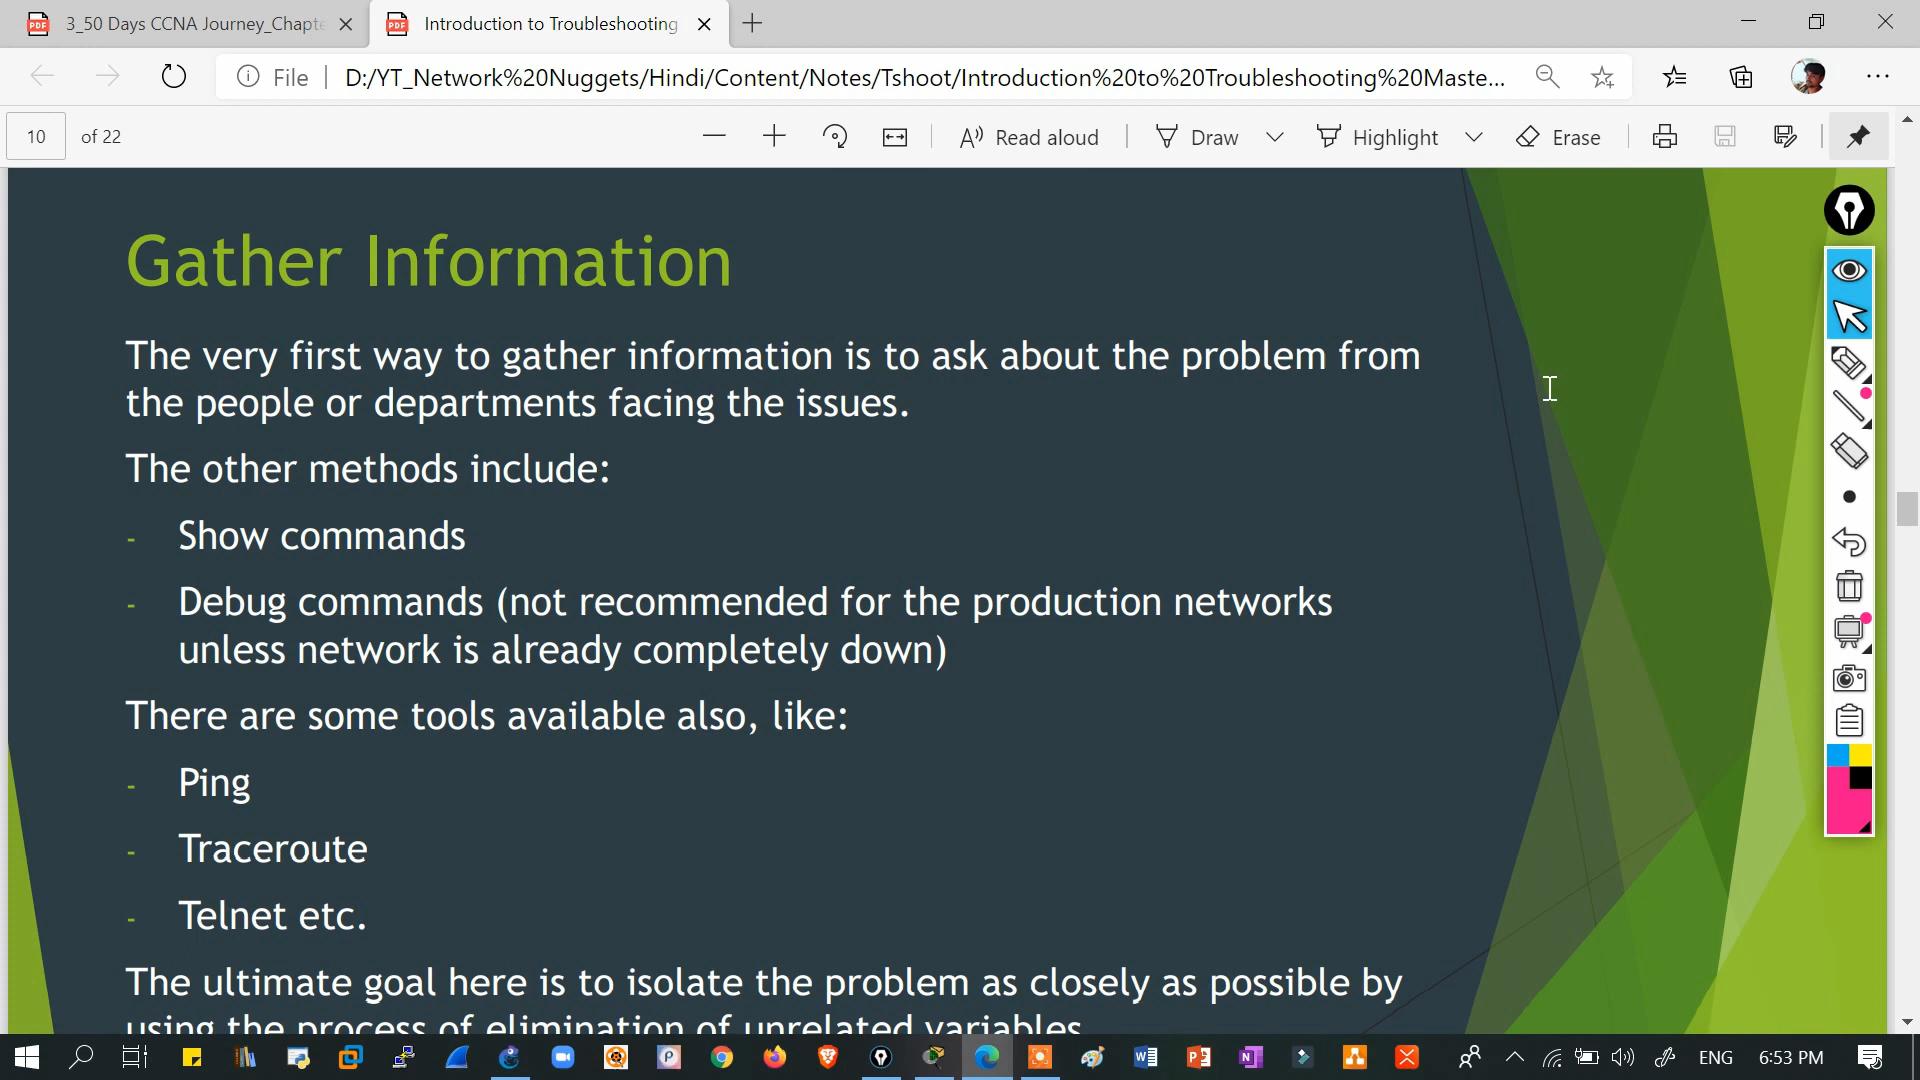 3_50 Days CCNA Journey_Chapte
Introduction to Troubleshooting
File
D:/YT_Network%20Nuggets/Hindi/Content/Notes/Tshoot/Introduction%20to%20Troubleshooting%20Maste...
10 of 22
Read aloud
Draw
Highlight
Erase
Gather Information
The very first way to gather information is to ask about the problem from
the people or departments facing the issues.
The other methods include:
- Show commands
- Debug commands (not recommended for the production networks
unless network is already completely down)
There are some tools available also, like:
- Ping
- Traceroute
- Telnet etc.
The ultimate goal here is to isolate the problem as closely as possible by
using the process of elimination of unrelated variables
ENG
6:53 PM